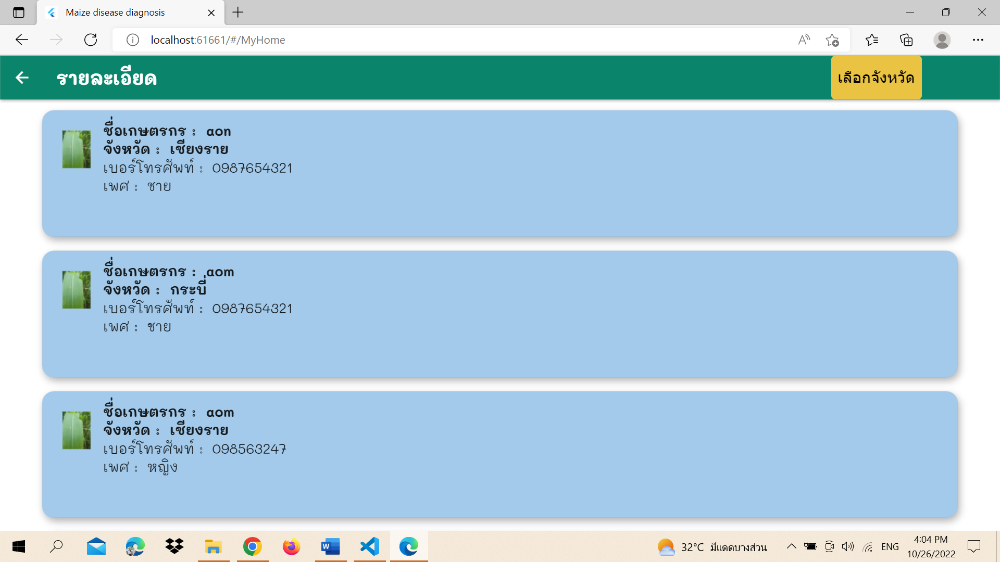 Maize disease diagnosis
localhost:61661/#/MyHome
รายละเอียด
เลือกจังหวัด
ชื่อเกษตรกร : aon
จังหวัด : เชียงราย
เบอร์โทรศัพท์ : 0987654321
เพศ : ชาย
ชื่อเกษตรกร : aom
จังหวัด : กระบี่
เบอร์โทรศัพท์ : 0987654321
เพศ : ชาย
ชื่อเกษตรกร : aom
จังหวัด : เชียงราย
เบอร์โทรศัพท์ : 098563247
เพศ : หญิง
32°C มีแดดบางส่วน
ENG
4:04 PM
10/26/2022